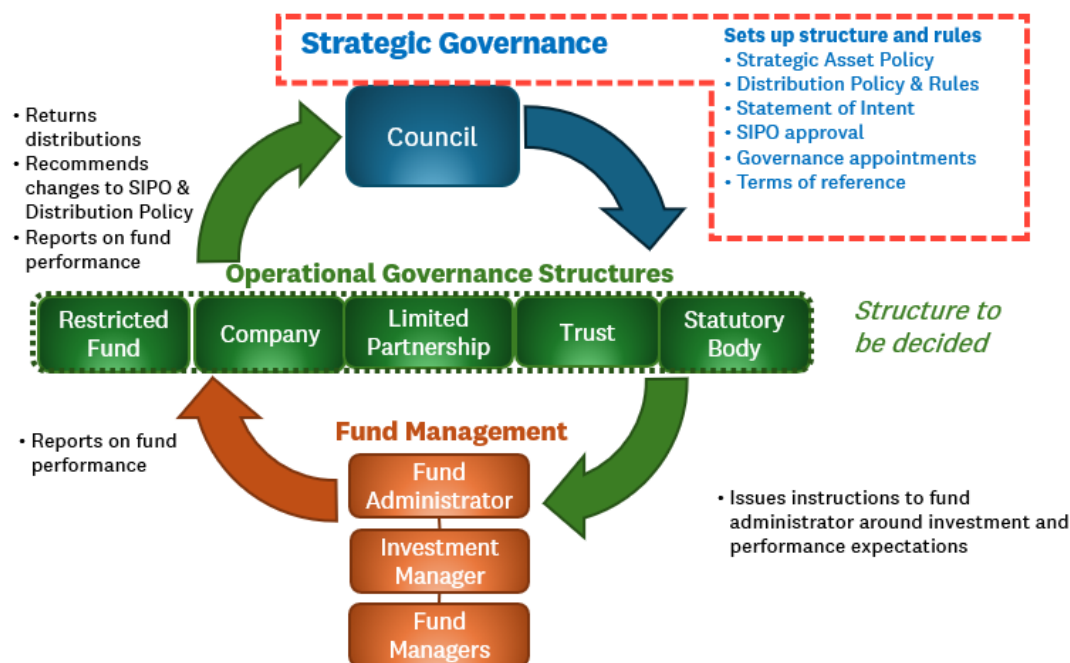 Strategic Governance
Sets up structure and rules
• Strategic Asset Policy
• Distribution Policy & Rules
• Statement of Intent
• SIPO approval
• Governance appointments
• Terms of reference
Council
• Returns
distributions
• Recommends
changes to SIPO &
Distribution Policy
• Reports on fund
performance
Operational Governance Structures
Restricted
Fund
Company
Limited
Partnership
Trust
Statutory
Body
Structure to
be decided
• Reports on fund
performance
Fund Management
Fund
Administrator
Investment
Manager
Fund
Managers
• Issues instructions to fund
administrator around investment and
performance expectations